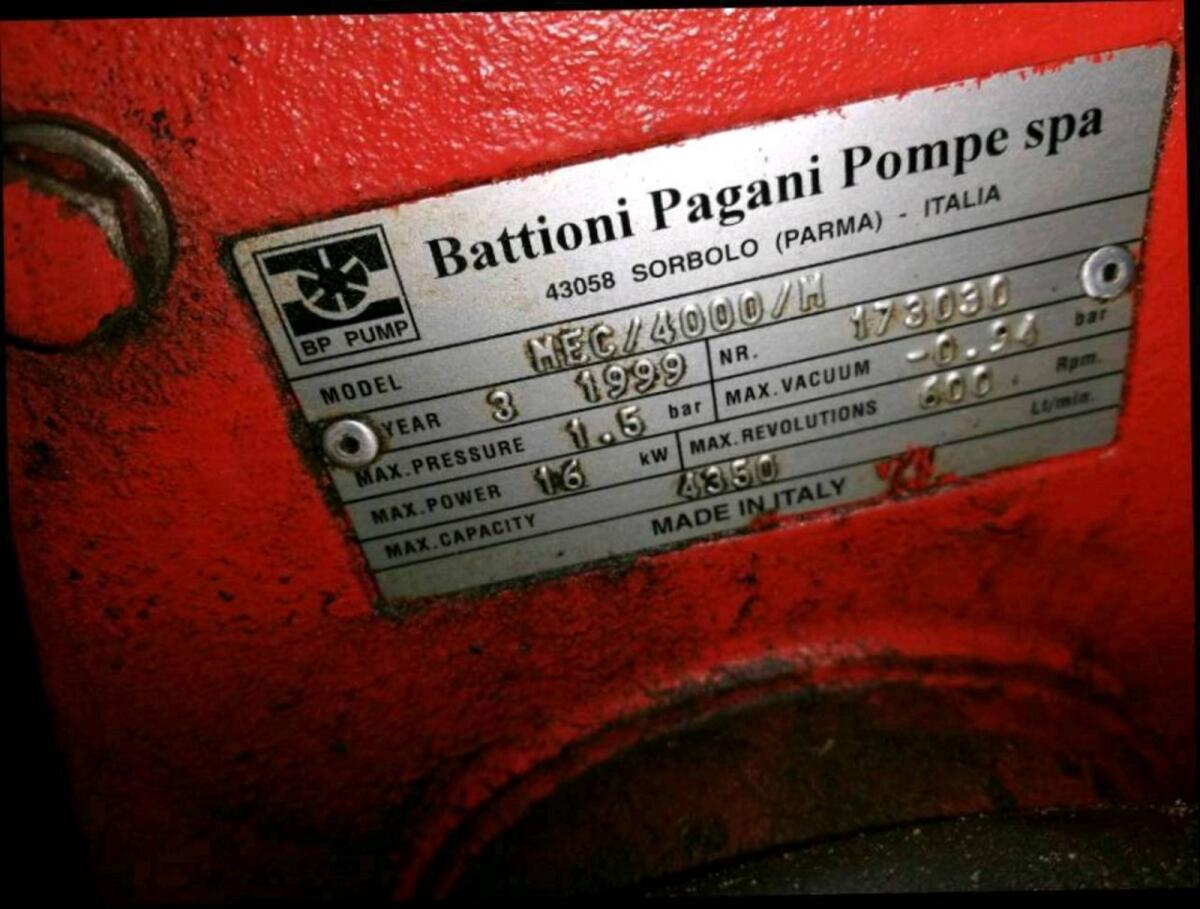 Battioni Pagani Pompe spa
43058 SORBOLO (PARMA) - ITALIA
BP PUMP
MODEL MEC/4000/M
YEAR 3 1999 NR. 173030
MAX.PRESSURE 1.5 bar MAX.VACUUM -0.94 bar
MAX.POWER 16 kW MAX.REVOLUTIONS 600 Rpm.
MAX.CAPACITY 4350 Lt/min.
MADE IN ITALY